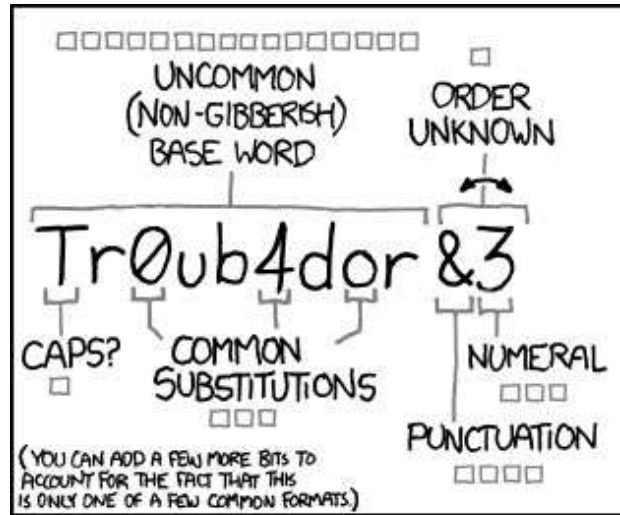 UNCOMMON
(NON-GIBBERISH)
BASE WORD
ORDER
UNKNOWN
Tr0ub4dor &3
CAPS?
COMMON
SUBSTITUTIONS
NUMERAL
PUNCTUATION
(YOU CAN ADD A FEW MORE BITS TO
ACCOUNT FOR THE FACT THAT THIS
IS ONLY ONE OF A FEW COMMON FORMATS.)